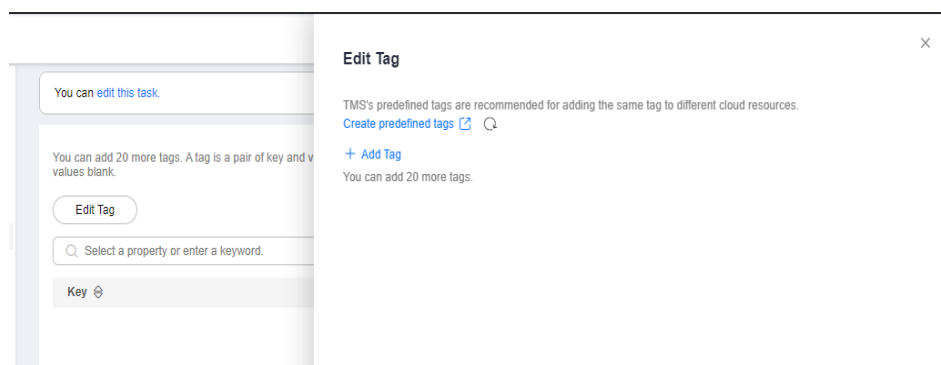 You can edit this task.
You can add 20 more tags. A tag is a pair of key and v
values blank.
Edit Tag
Select a property or enter a keyword.
Key
Edit Tag
TMS's predefined tags are recommended for adding the same tag to different cloud resources.
Create predefined tags
+ Add Tag
You can add 20 more tags.